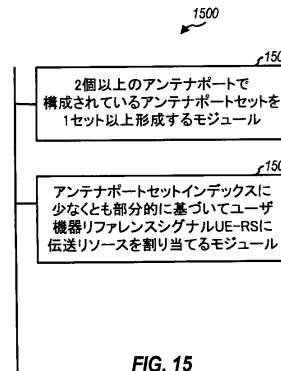 1500
2個以上のアンテナポートで
構成されているアンテナポートセットを
1セット以上形成するモジュール
アンテナポートセットインデックスに
少なくとも部分的に基づいてユーザ
機器リファレンスシグナルUE-RSに
伝送リソースを割り当てるモジュール
FIG. 15